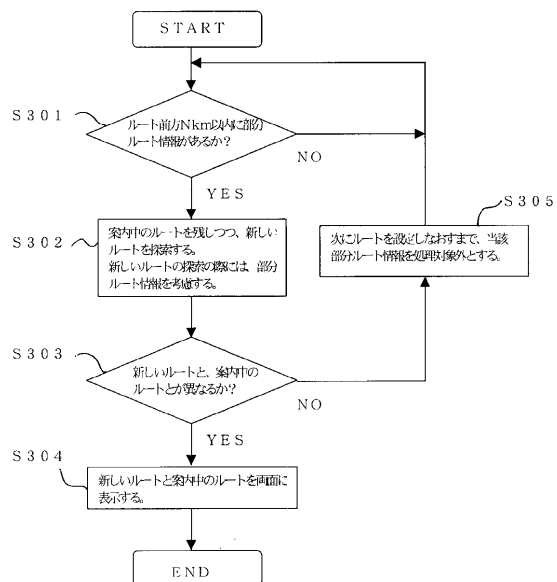 START
S301
ルート前方Nkm以内に部分
ルート情報があるか?
NO
YES
S302
案内中のルートを残しつつ、新しい
ルートを探索する。
新しいルートの探索の際には、部分
ルート情報を考慮する。
S305
次にルートを設定しなおすまで、当該
部分ルート情報を処理対象外とする。
S303
新しいルートと、案内中の
ルートとが異なるか?
NO
YES
S304
新しいルートと案内中のルートを画面に
表示する。
END